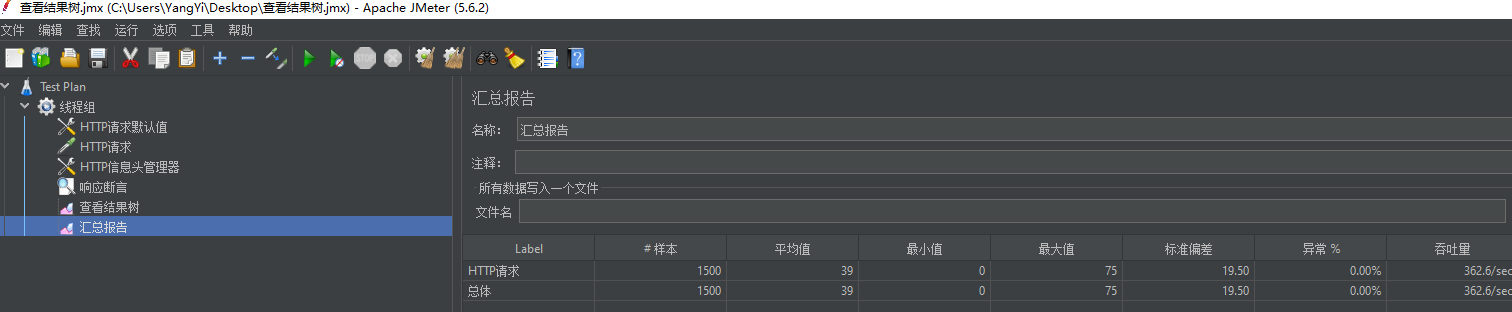 查看结果树.jmx (C:\Users\YangYi\Desktop\查看结果树.jmx) - Apache JMeter (5.6.2)
文件 编辑 查找 运行 选项 工具 帮助
STOP
Test Plan
线程组
HTTP请求默认值
HTTP请求
HTTP信息头管理器
响应断言
查看结果树
汇总报告
汇总报告
名称: 汇总报告
注释:
所有数据写入一个文件
文件名
Label # 样本 平均值 最小值 最大值 标准偏差 异常 % 吞吐量
HTTP请求 1500 39 0 75 19.50 0.00% 362.6/sec
总体 1500 39 0 75 19.50 0.00% 362.6/sec